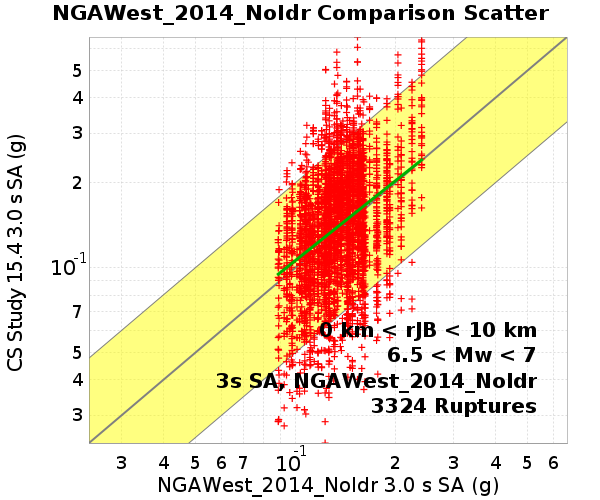 NGAWest_2014_NoIdr Comparison Scatter
CS Study 15.4 3.0 s SA (g)
5
4
3
2
10-1
7
5
4
3
0 km < rJB < 10 km
6.5 < Mw < 7
3s SA, NGAWest_2014_NoIdr
3324 Ruptures
3 4 5 6 7 10-1 2 3 4 5 6
NGAWest_2014_NoIdr 3.0 s SA (g)